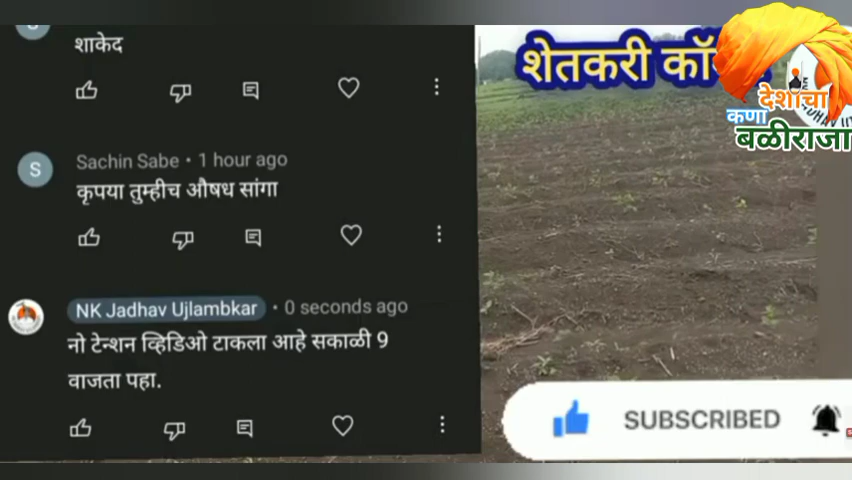 शाकेद
S
Sachin Sabe • 1 hour ago
कृपया तुम्हीच औषध सांगा
NK Jadhav Ujlambkar • 0 seconds ago
नो टेन्शन व्हिडिओ टाकला आहे सकाळी 9
वाजता पहा.
शेतकरी
देशाचा
कणा
बळीराजा
SUBSCRIBED